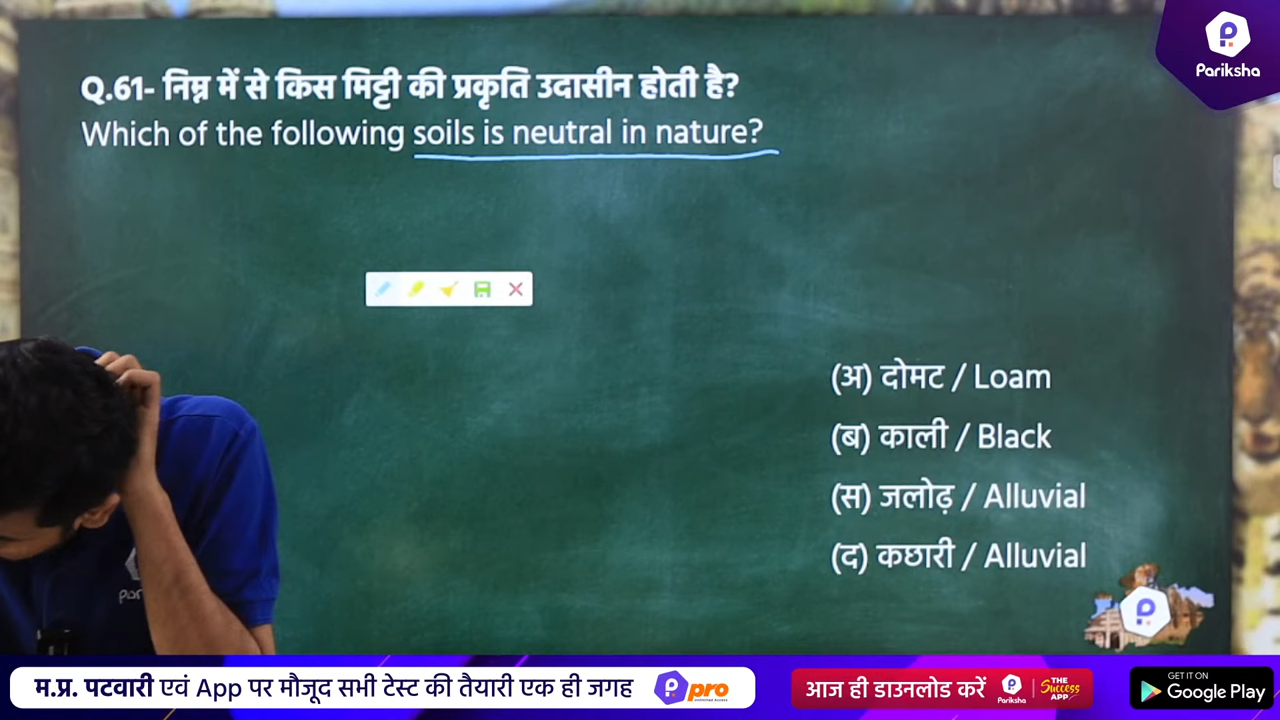 Pariksha
Q.61- निम्न में से किस मिट्टी की प्रकृति उदासीन होती है?
Which of the following soils is neutral in nature?
(अ) दोमट / Loam
(ब) काली / Black
(स) जलोढ़ / Alluvial
(द) कछारी / Alluvial
म.प्र. पटवारी एवं App पर मौजूद सभी टेस्ट की तैयारी एक ही जगह
pro
आज ही डाउनलोड करें
Pariksha
THE
Success
APP
GET IT ON
Google Play